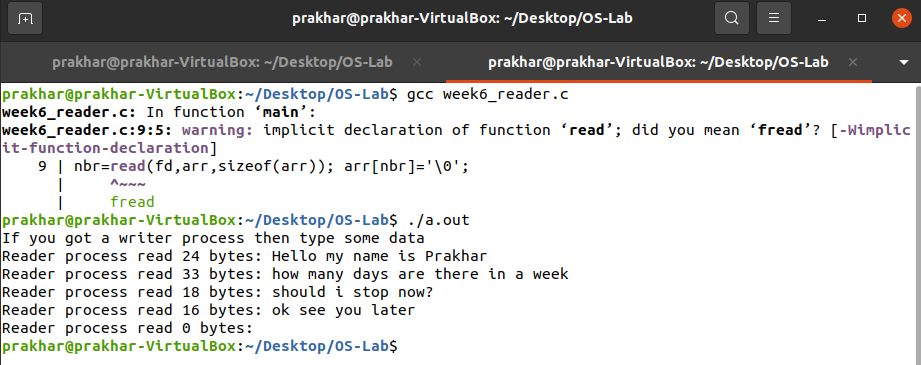 prakhar@prakhar-VirtualBox: ~/Desktop/OS-Lab
prakhar@prakhar-VirtualBox: ~/Desktop/OS-Lab
prakhar@prakhar-VirtualBox: ~/Desktop/OS-Lab
prakhar@prakhar-VirtualBox:~/Desktop/OS-Lab$ gcc week6_reader.c
week6_reader.c: In function ‘main’:
week6_reader.c:9:5: warning: implicit declaration of function ‘read’; did you mean ‘fread’? [-Wimplic
it-function-declaration]
    9 | nbr=read(fd,arr,sizeof(arr)); arr[nbr]='\0';
      |     ^~~~
      |     fread
prakhar@prakhar-VirtualBox:~/Desktop/OS-Lab$ ./a.out
If you got a writer process then type some data
Reader process read 24 bytes: Hello my name is Prakhar
Reader process read 33 bytes: how many days are there in a week
Reader process read 18 bytes: should i stop now?
Reader process read 16 bytes: ok see you later
Reader process read 0 bytes:
prakhar@prakhar-VirtualBox:~/Desktop/OS-Lab$